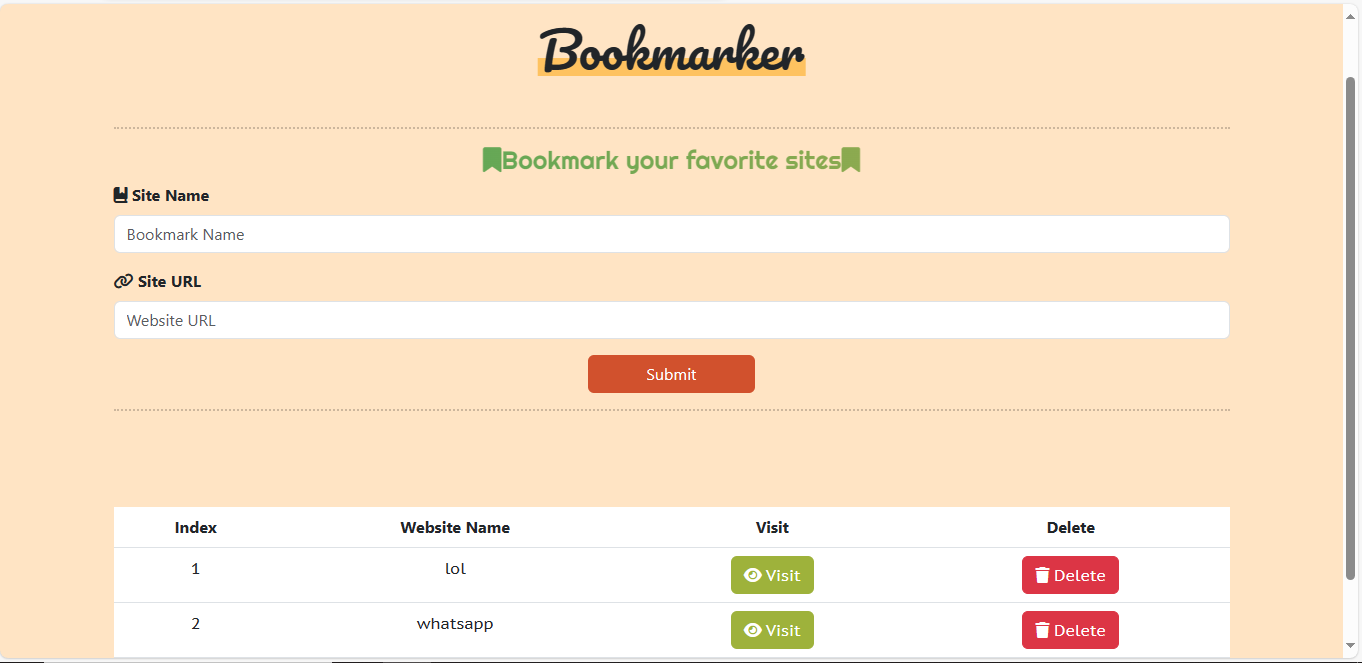 Bookmarker
Bookmark your favorite sites
Site Name
Bookmark Name
Site URL
Website URL
Submit
Index Website Name Visit Delete
1 lol Visit Delete
2 whatsapp Visit Delete